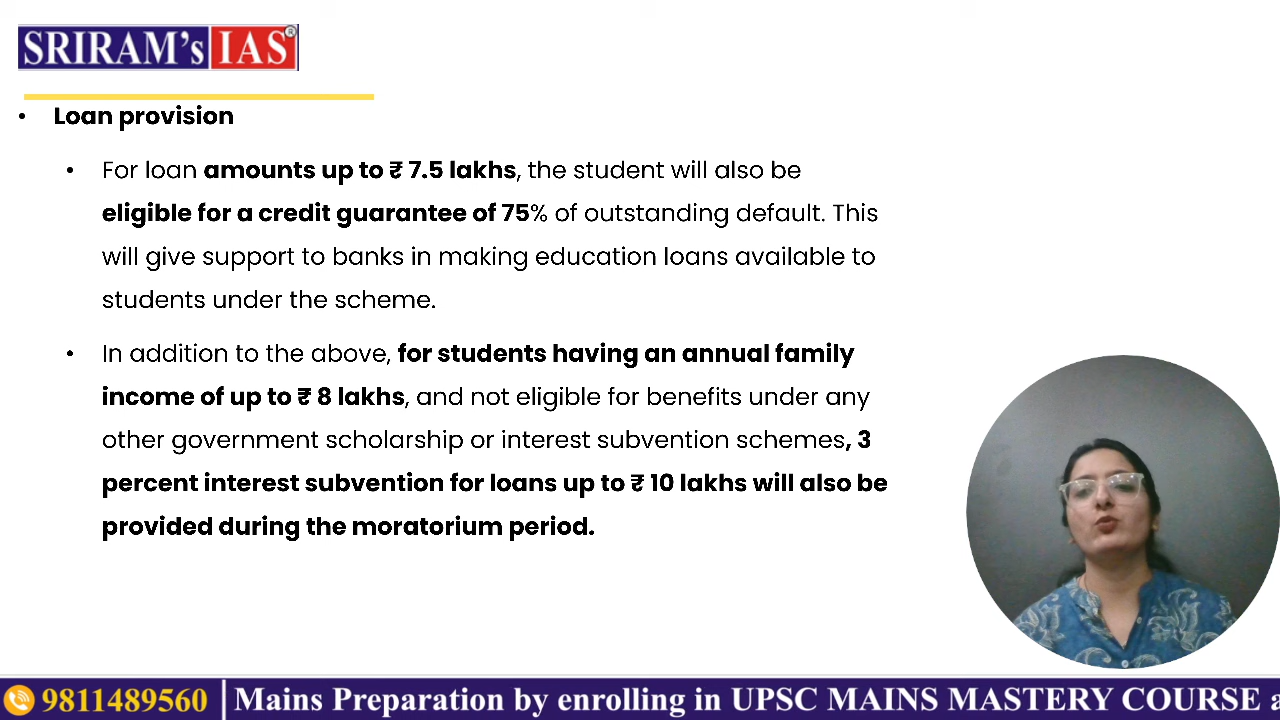 SRIRAM's IAS ®
• Loan provision
• For loan amounts up to ₹ 7.5 lakhs, the student will also be
eligible for a credit guarantee of 75% of outstanding default. This
will give support to banks in making education loans available to
students under the scheme.
• In addition to the above, for students having an annual family
income of up to ₹ 8 lakhs, and not eligible for benefits under any
other government scholarship or interest subvention schemes, 3
percent interest subvention for loans up to ₹ 10 lakhs will also be
provided during the moratorium period.
9811489560 Mains Preparation by enrolling in UPSC MAINS MASTERY COURSE a